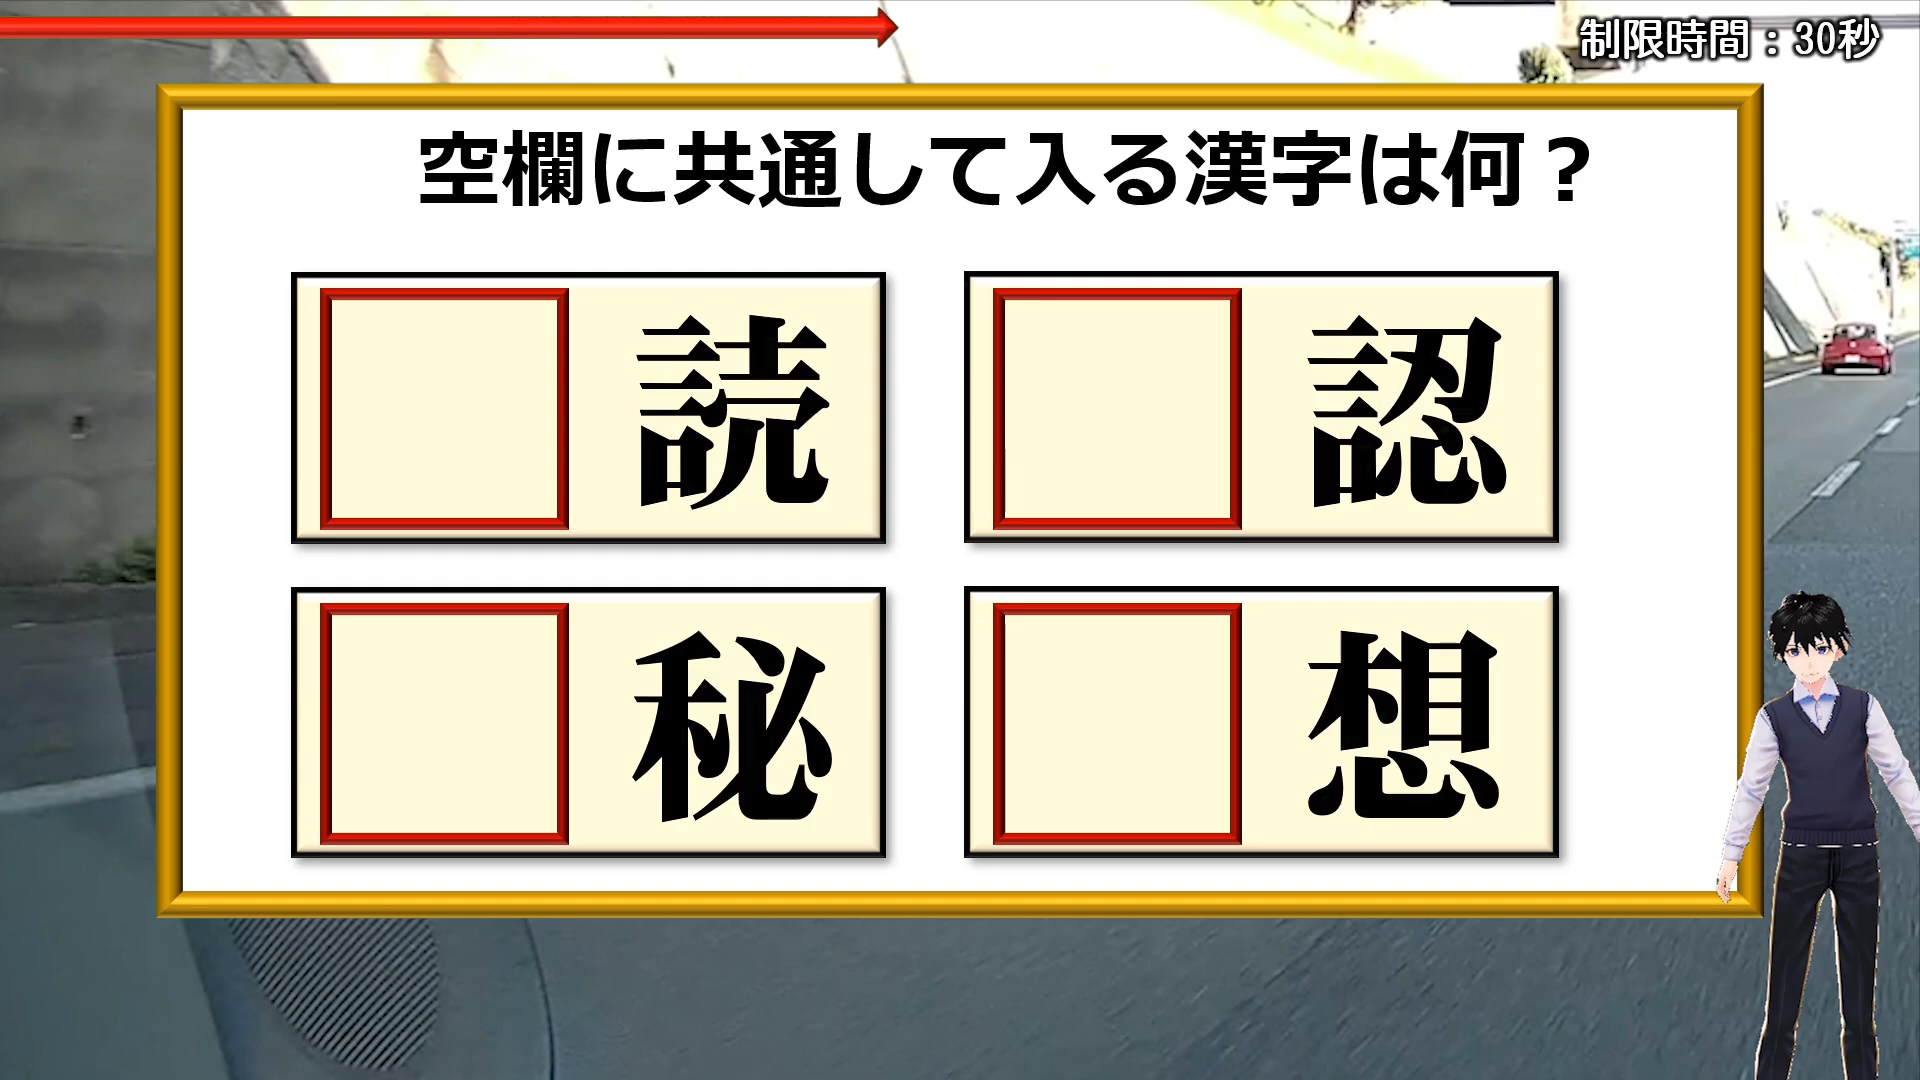 制限時間：30秒
空欄に共通して入る漢字は何？
読
認
秘
想